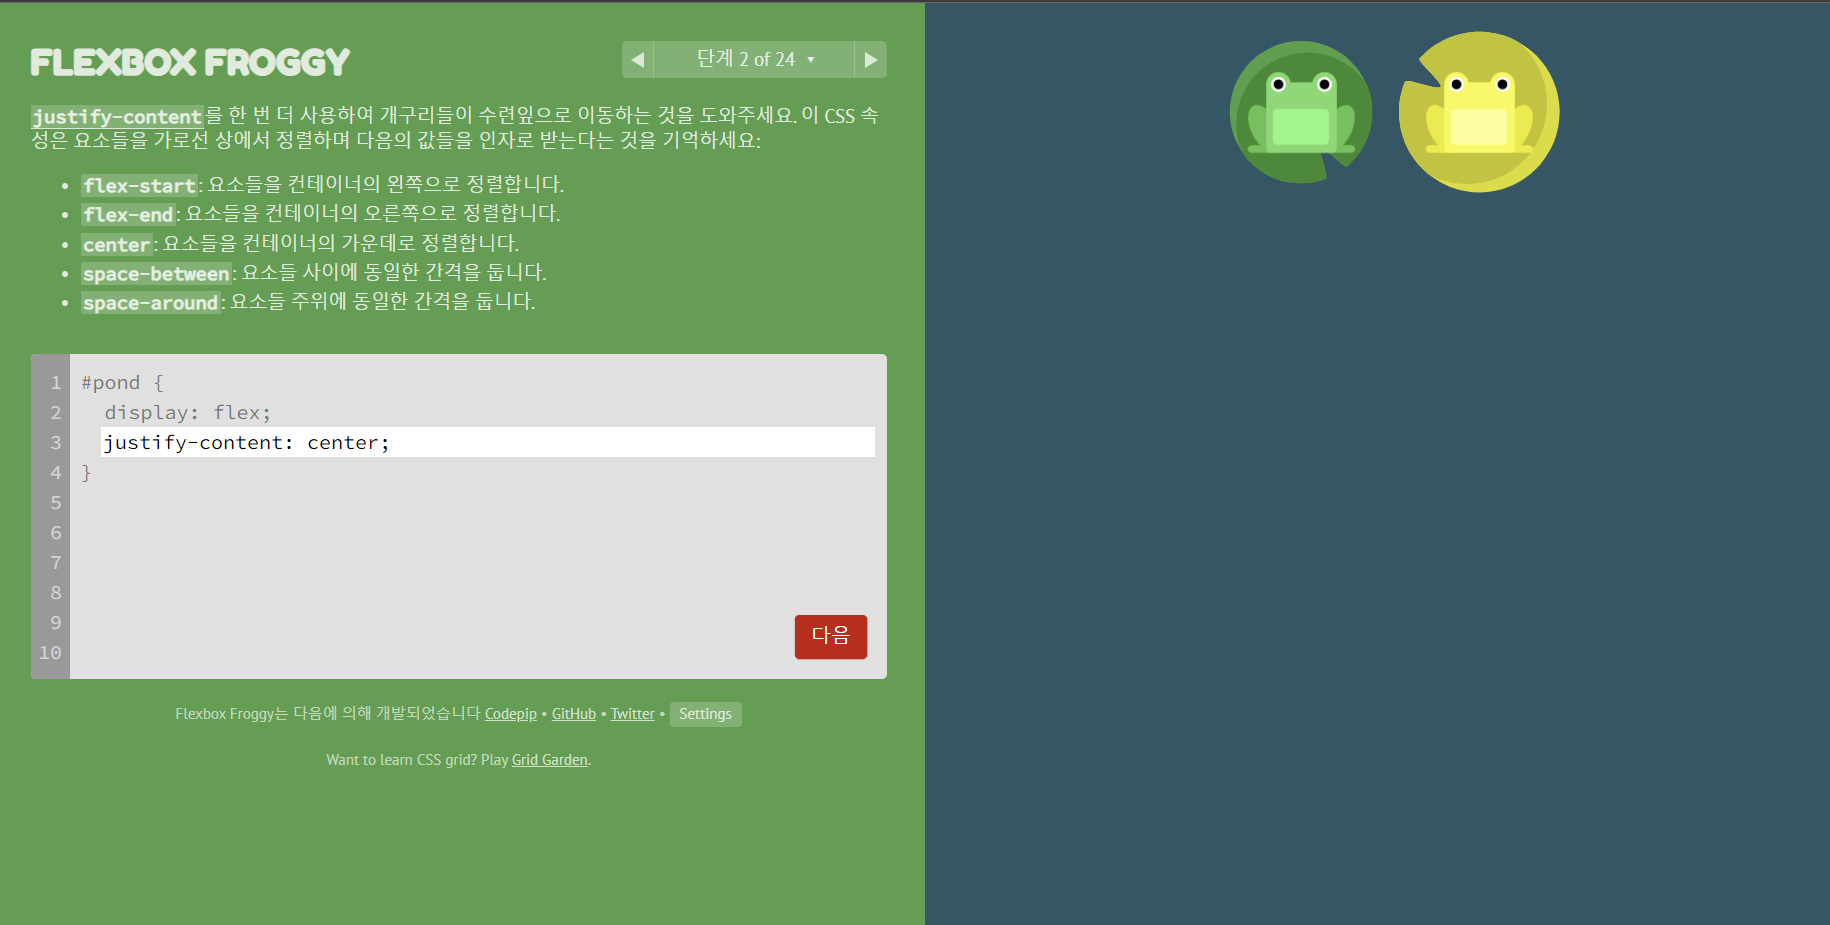 FLEXBOX FROGGY
◀ 단계 2 of 24 ▾ ▶
justify-content를 한 번 더 사용하여 개구리들이 수련잎으로 이동하는 것을 도와주세요. 이 CSS 속
성은 요소들을 가로선 상에서 정렬하며 다음의 값들을 인자로 받는다는 것을 기억하세요:
• flex-start: 요소들을 컨테이너의 왼쪽으로 정렬합니다.
• flex-end: 요소들을 컨테이너의 오른쪽으로 정렬합니다.
• center: 요소들을 컨테이너의 가운데로 정렬합니다.
• space-between: 요소들 사이에 동일한 간격을 둡니다.
• space-around: 요소들 주위에 동일한 간격을 둡니다.
1 #pond {
2 display: flex;
3 justify-content: center;
4 }
5
6
7
8
9
10
다음
Flexbox Froggy는 다음에 의해 개발되었습니다 Codepip • GitHub • Twitter • Settings
Want to learn CSS grid? Play Grid Garden.